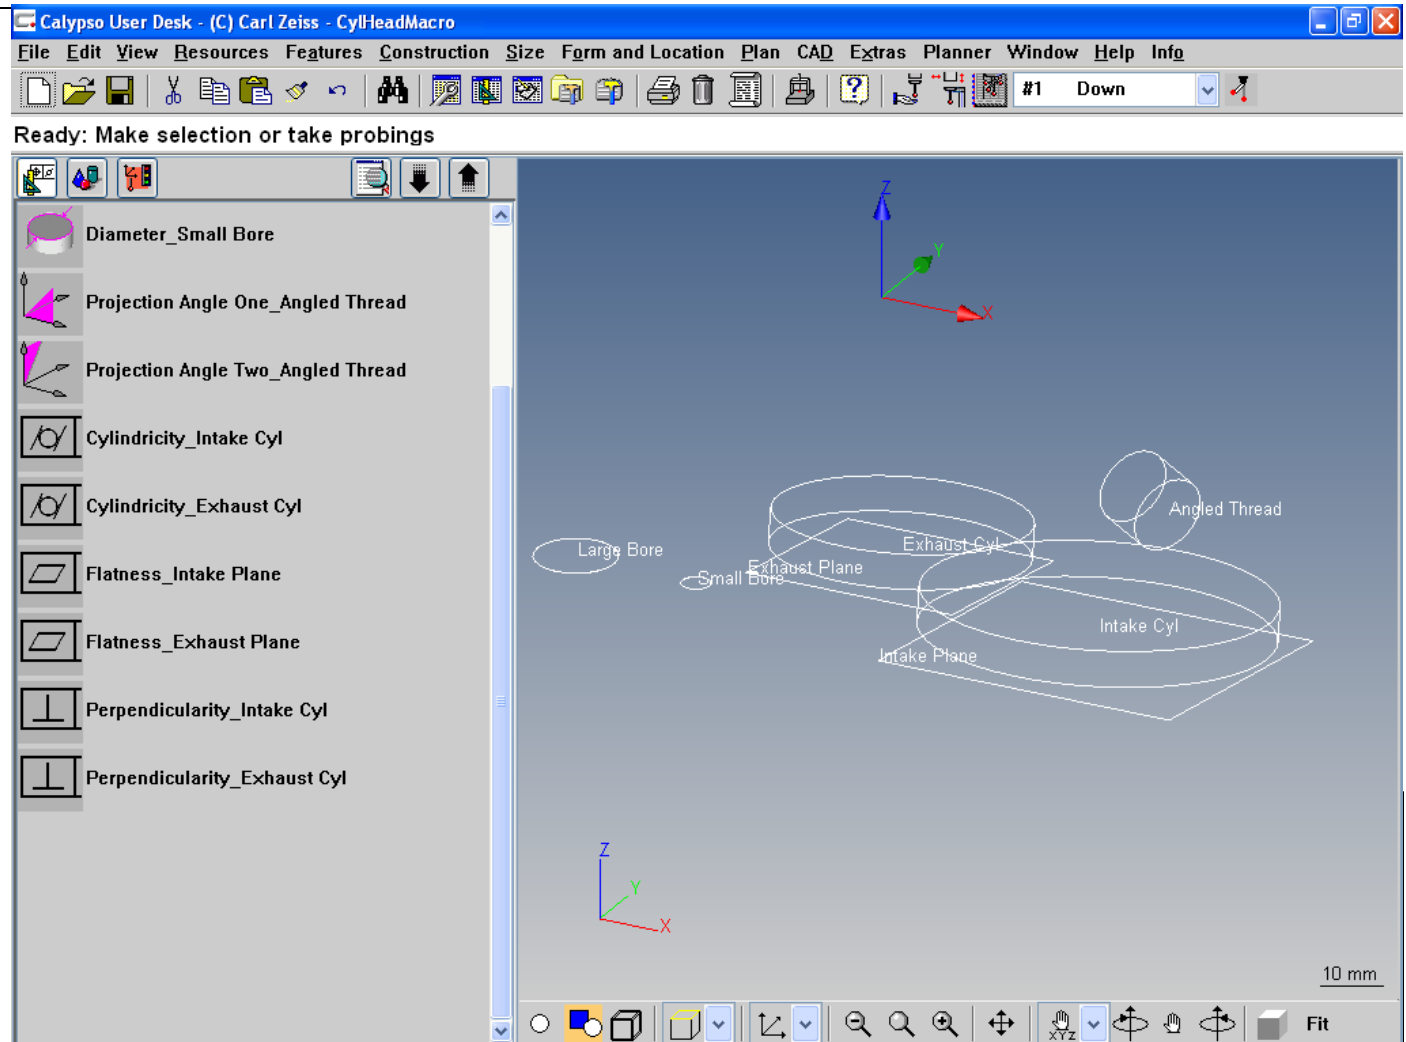 Calypso User Desk - (C) Carl Zeiss - CylHeadMacro
File Edit View Resources Features Construction Size Form and Location Plan CAD Extras Planner Window Help Info
#1 Down
Ready: Make selection or take probings
Diameter_Small Bore
Projection Angle One_Angled Thread
Projection Angle Two_Angled Thread
Cylindricity_Intake Cyl
Cylindricity_Exhaust Cyl
Flatness_Intake Plane
Flatness_Exhaust Plane
Perpendicularity_Intake Cyl
Perpendicularity_Exhaust Cyl
Z
Y
X
Angled Thread
Large Bore
Exhaust Cyl
Exhaust Plane
Small Bore
Intake Cyl
Intake Plane
Z
Y
X
10 mm
XYZ
Fit